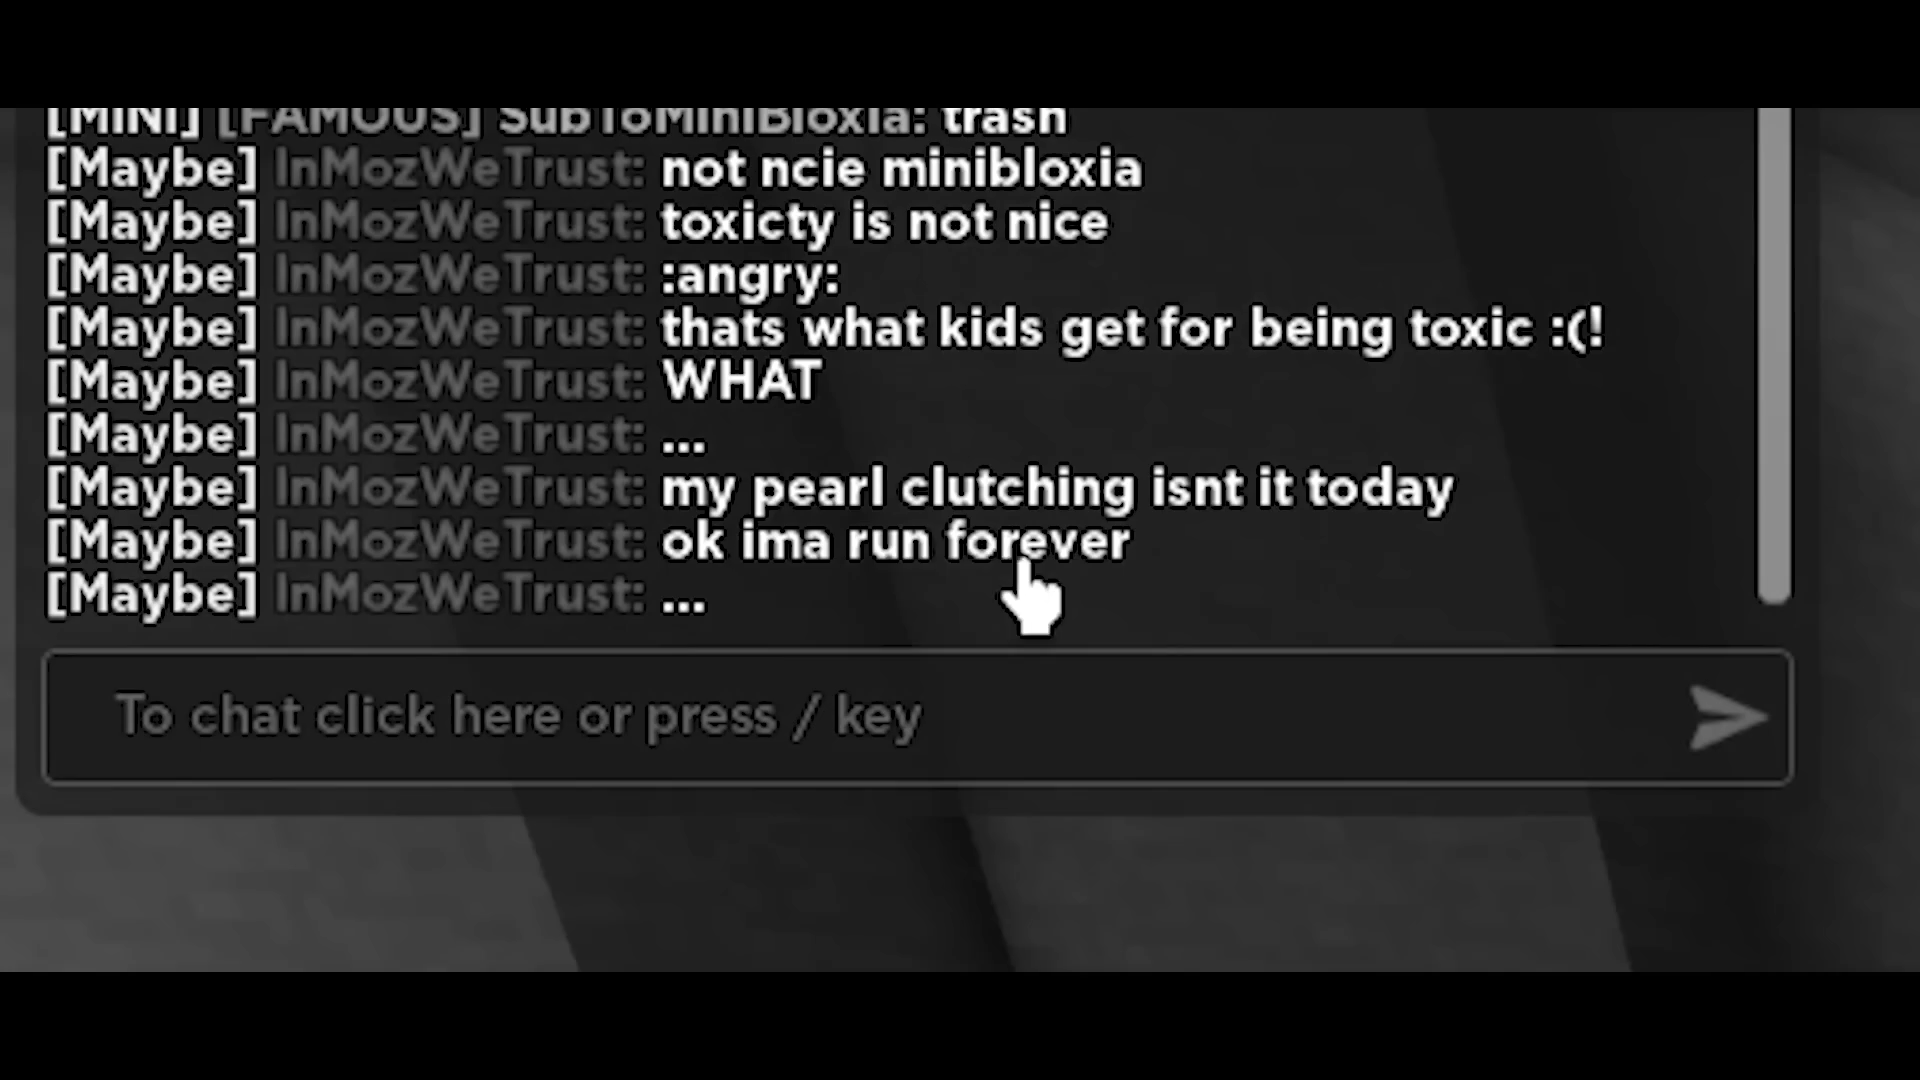 [MINI] [FAMOUS] SubToMiniBloxia: trash
[Maybe] InMozWeTrust: not ncie minibloxia
[Maybe] InMozWeTrust: toxicty is not nice
[Maybe] InMozWeTrust: :angry:
[Maybe] InMozWeTrust: thats what kids get for being toxic :(!
[Maybe] InMozWeTrust: WHAT
[Maybe] InMozWeTrust: ...
[Maybe] InMozWeTrust: my pearl clutching isnt it today
[Maybe] InMozWeTrust: ok ima run forever
[Maybe] InMozWeTrust: ...
To chat click here or press / key